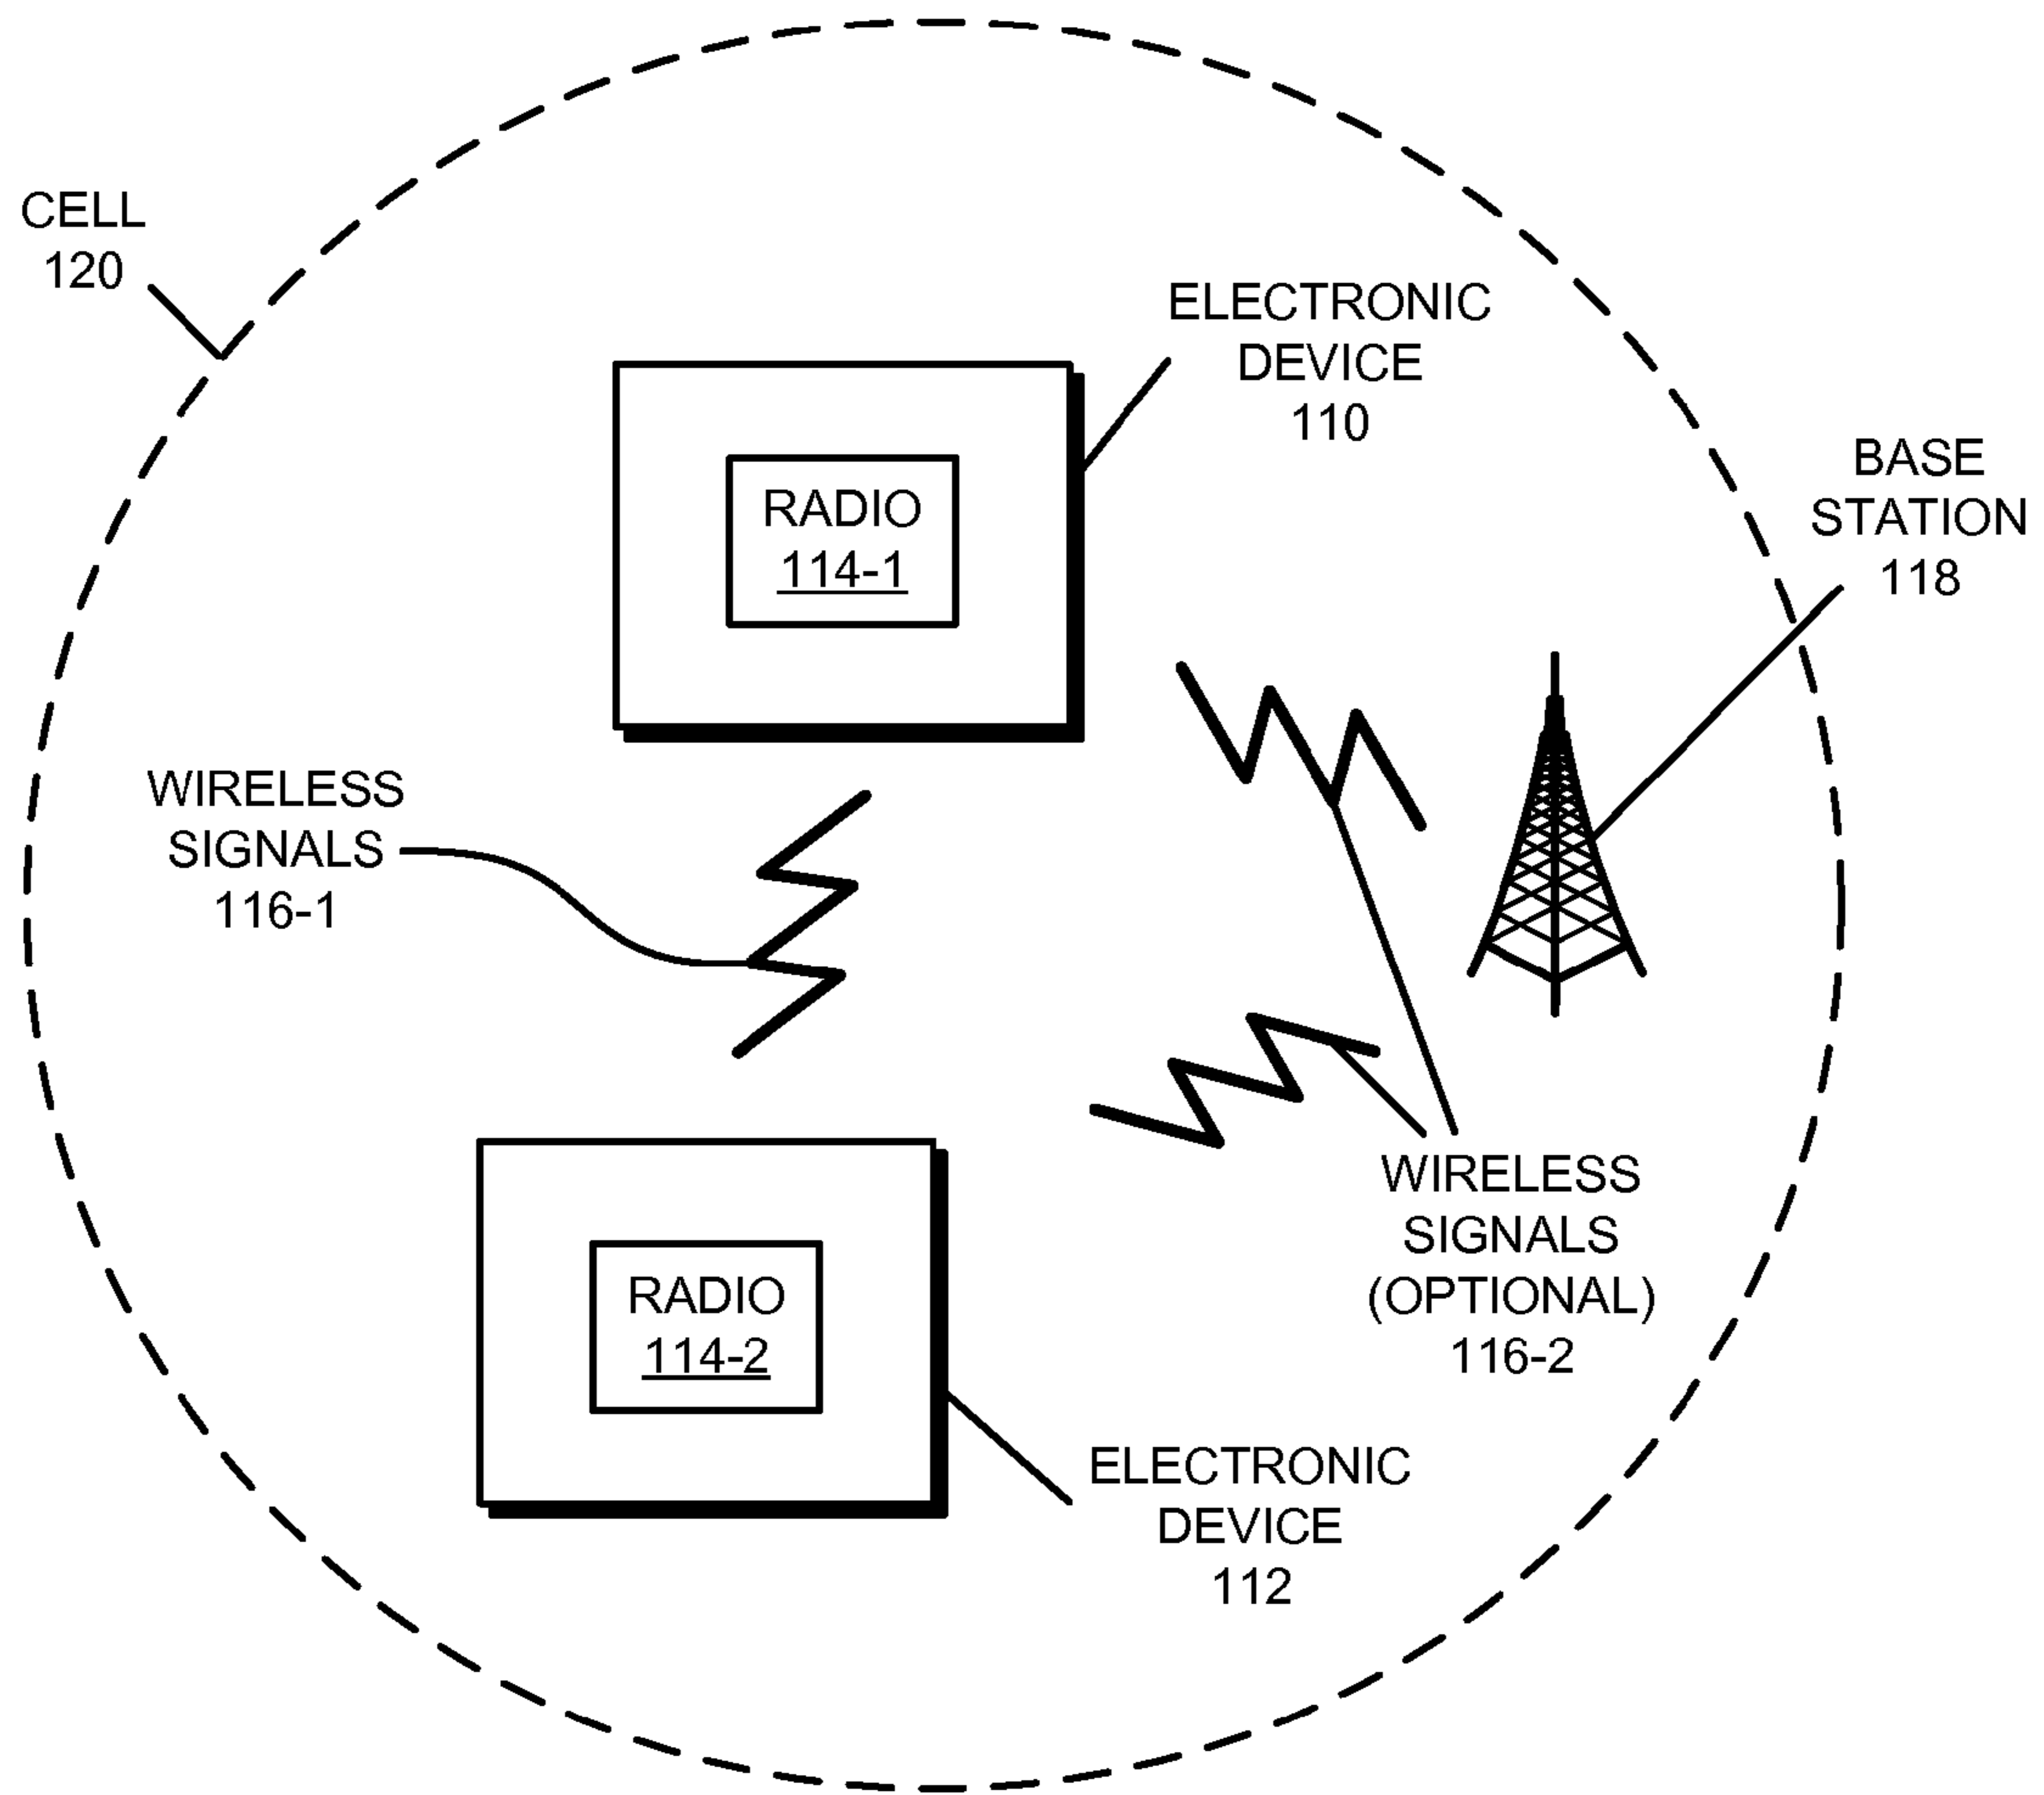 CELL
120
ELECTRONIC
DEVICE
110
BASE
STATION
118
RADIO
114-1
WIRELESS
SIGNALS
116-1
WIRELESS
SIGNALS
(OPTIONAL)
116-2
RADIO
114-2
ELECTRONIC
DEVICE
112